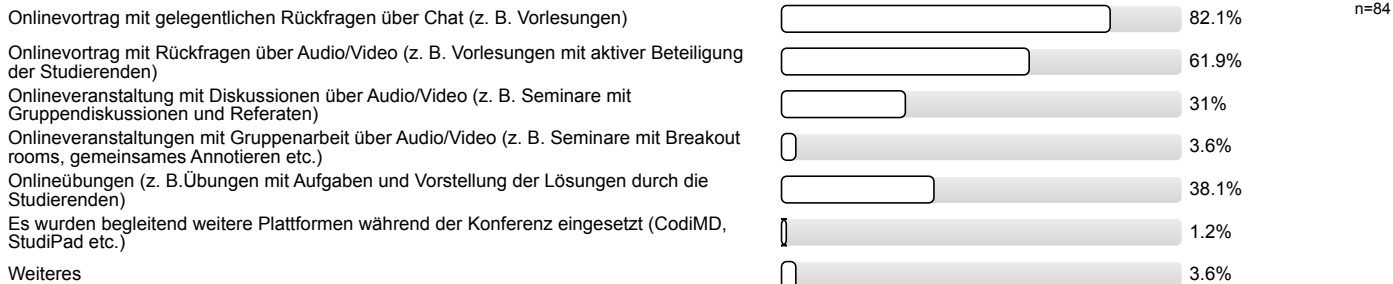 Onlinevortrag mit gelegentlichen Rückfragen über Chat (z. B. Vorlesungen) 82.1% n=84
Onlinevortrag mit Rückfragen über Audio/Video (z. B. Vorlesungen mit aktiver Beteiligung
der Studierenden) 61.9%
Onlineveranstaltung mit Diskussionen über Audio/Video (z. B. Seminare mit
Gruppendiskussionen und Referaten) 31%
Onlineveranstaltungen mit Gruppenarbeit über Audio/Video (z. B. Seminare mit Breakout
rooms, gemeinsames Annotieren etc.) 3.6%
Onlineübungen (z. B.Übungen mit Aufgaben und Vorstellung der Lösungen durch die
Studierenden) 38.1%
Es wurden begleitend weitere Plattformen während der Konferenz eingesetzt (CodiMD,
StudiPad etc.) 1.2%
Weiteres 3.6%